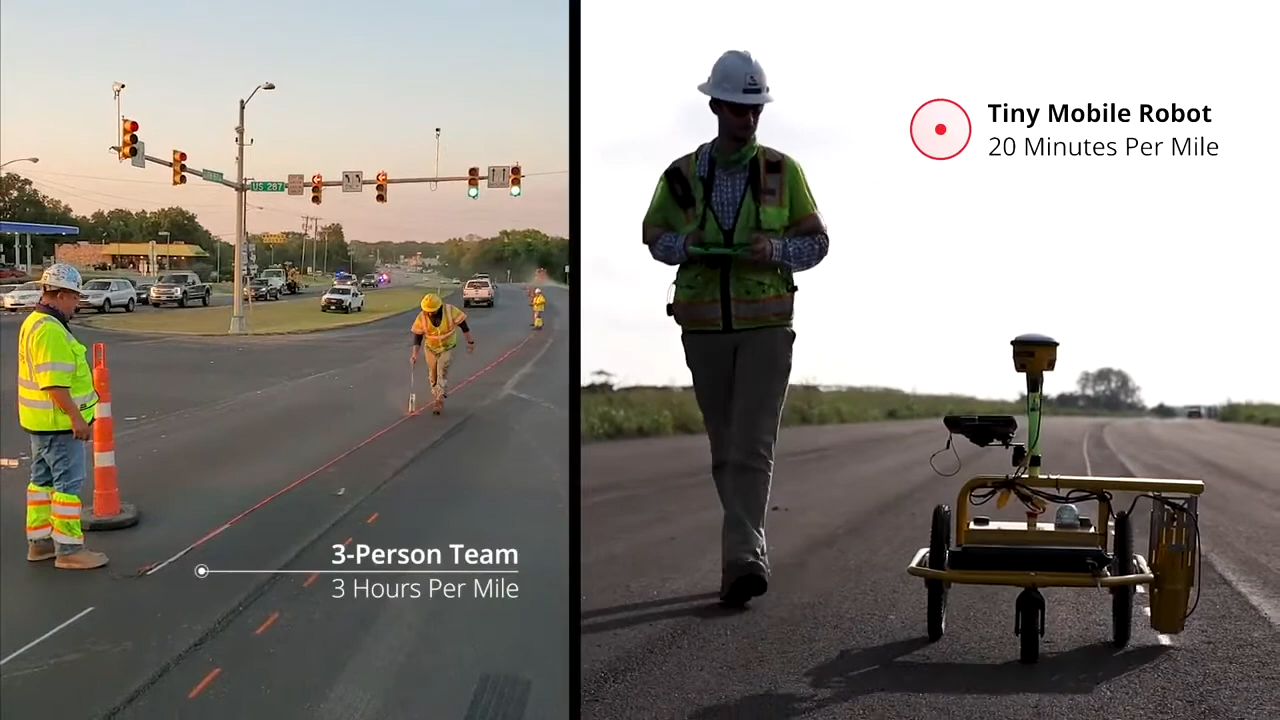 US 287
3-Person Team
3 Hours Per Mile
Tiny Mobile Robot
20 Minutes Per Mile